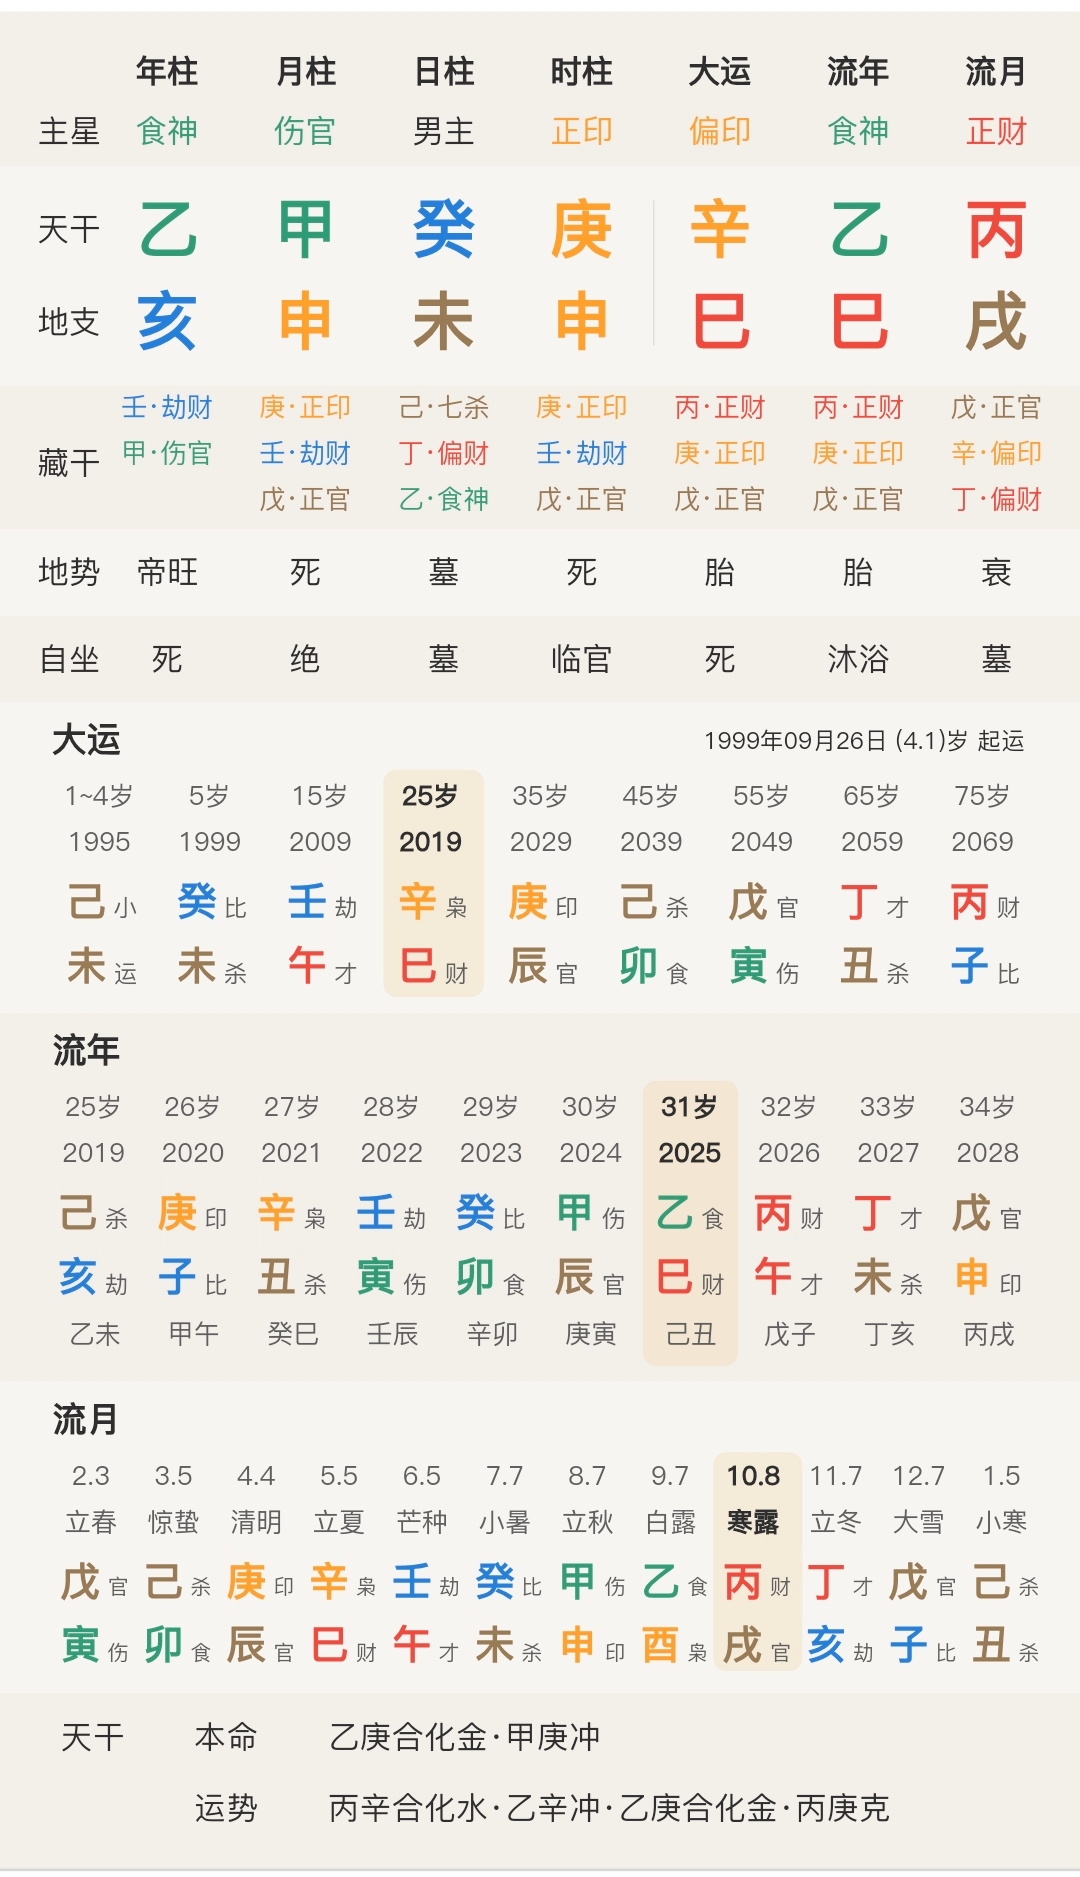 年柱 月柱 日柱 时柱 大运 流年 流月
主星 食神 伤官 男主 正印 偏印 食神 正财
天干 乙 甲 癸 庚 辛 乙 丙
地支 亥 申 未 申 巳 巳 戌
壬·劫财 庚·正印 己·七杀 庚·正印 丙·正财 丙·正财 戊·正官
藏干 甲·伤官 壬·劫财 丁·偏财 壬·劫财 庚·正印 庚·正印 辛·偏印
戊·正官 乙·食神 戊·正官 戊·正官 戊·正官 丁·偏财
地势 帝旺 死 墓 死 胎 胎 衰
自坐 死 绝 墓 临官 死 沐浴 墓
大运 1999年09月26日 (4.1)岁 起运
1~4岁 5岁 15岁 25岁 35岁 45岁 55岁 65岁 75岁
1995 1999 2009 2019 2029 2039 2049 2059 2069
己小 癸比 壬劫 辛枭 庚印 己杀 戊官 丁才 丙财
未运 未杀 午才 巳财 辰官 卯食 寅伤 丑杀 子比
流年
25岁 26岁 27岁 28岁 29岁 30岁 31岁 32岁 33岁 34岁
2019 2020 2021 2022 2023 2024 2025 2026 2027 2028
己杀 庚印 辛枭 壬劫 癸比 甲伤 乙食 丙财 丁才 戊官
亥劫 子比 丑杀 寅伤 卯食 辰官 巳财 午才 未杀 申印
乙未 甲午 癸巳 壬辰 辛卯 庚寅 己丑 戊子 丁亥 丙戌
流月
2.3 3.5 4.4 5.5 6.5 7.7 8.7 9.7 10.8 11.7 12.7 1.5
立春 惊蛰 清明 立夏 芒种 小暑 立秋 白露 寒露 立冬 大雪 小寒
戊官 己杀 庚印 辛枭 壬劫 癸比 甲伤 乙食 丙财 丁才 戊官 己杀
寅伤 卯食 辰官 巳财 午才 未杀 申印 酉枭 戌官 亥劫 子比 丑杀
天干 本命 乙庚合化金·甲庚冲
运势 丙辛合化水·乙辛冲·乙庚合化金·丙庚克